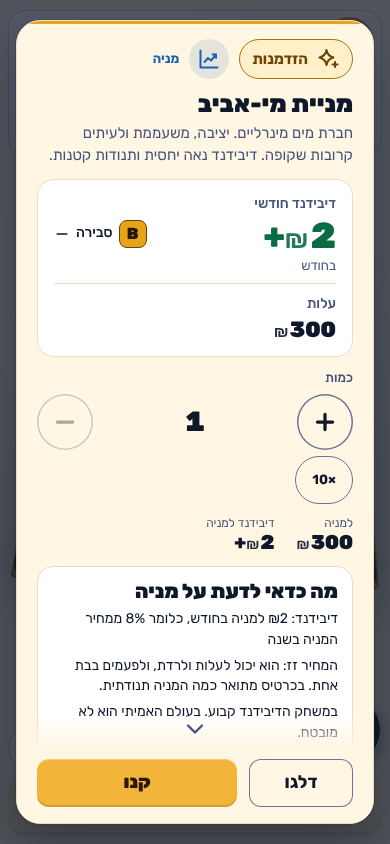 הזדמנות
מניה
מניית מי-אביב
חברת מים מינרליים. יציבה, משעממת ולעיתים
קרובות שקופה. דיבידנד נאה יחסית ותנודות קטנות.
דיבידנד חודשי
+₪2
B סבירה —
בחודש
עלות
₪300
כמות
+
1
−
×10
למניה
₪300
דיבידנד למניה
+₪2
מה כדאי לדעת על מניה
דיבידנד: ₪2 למניה בחודש, כלומר 8% ממחיר
המניה בשנה
המחיר זז: הוא יכול לעלות ולרדת, ולפעמים בבת
אחת. בכרטיס מתואר כמה המניה תנודתית.
במשחק הדיבידנד קבוע. בעולם האמיתי הוא לא
מובטח.
דלגו
קנו